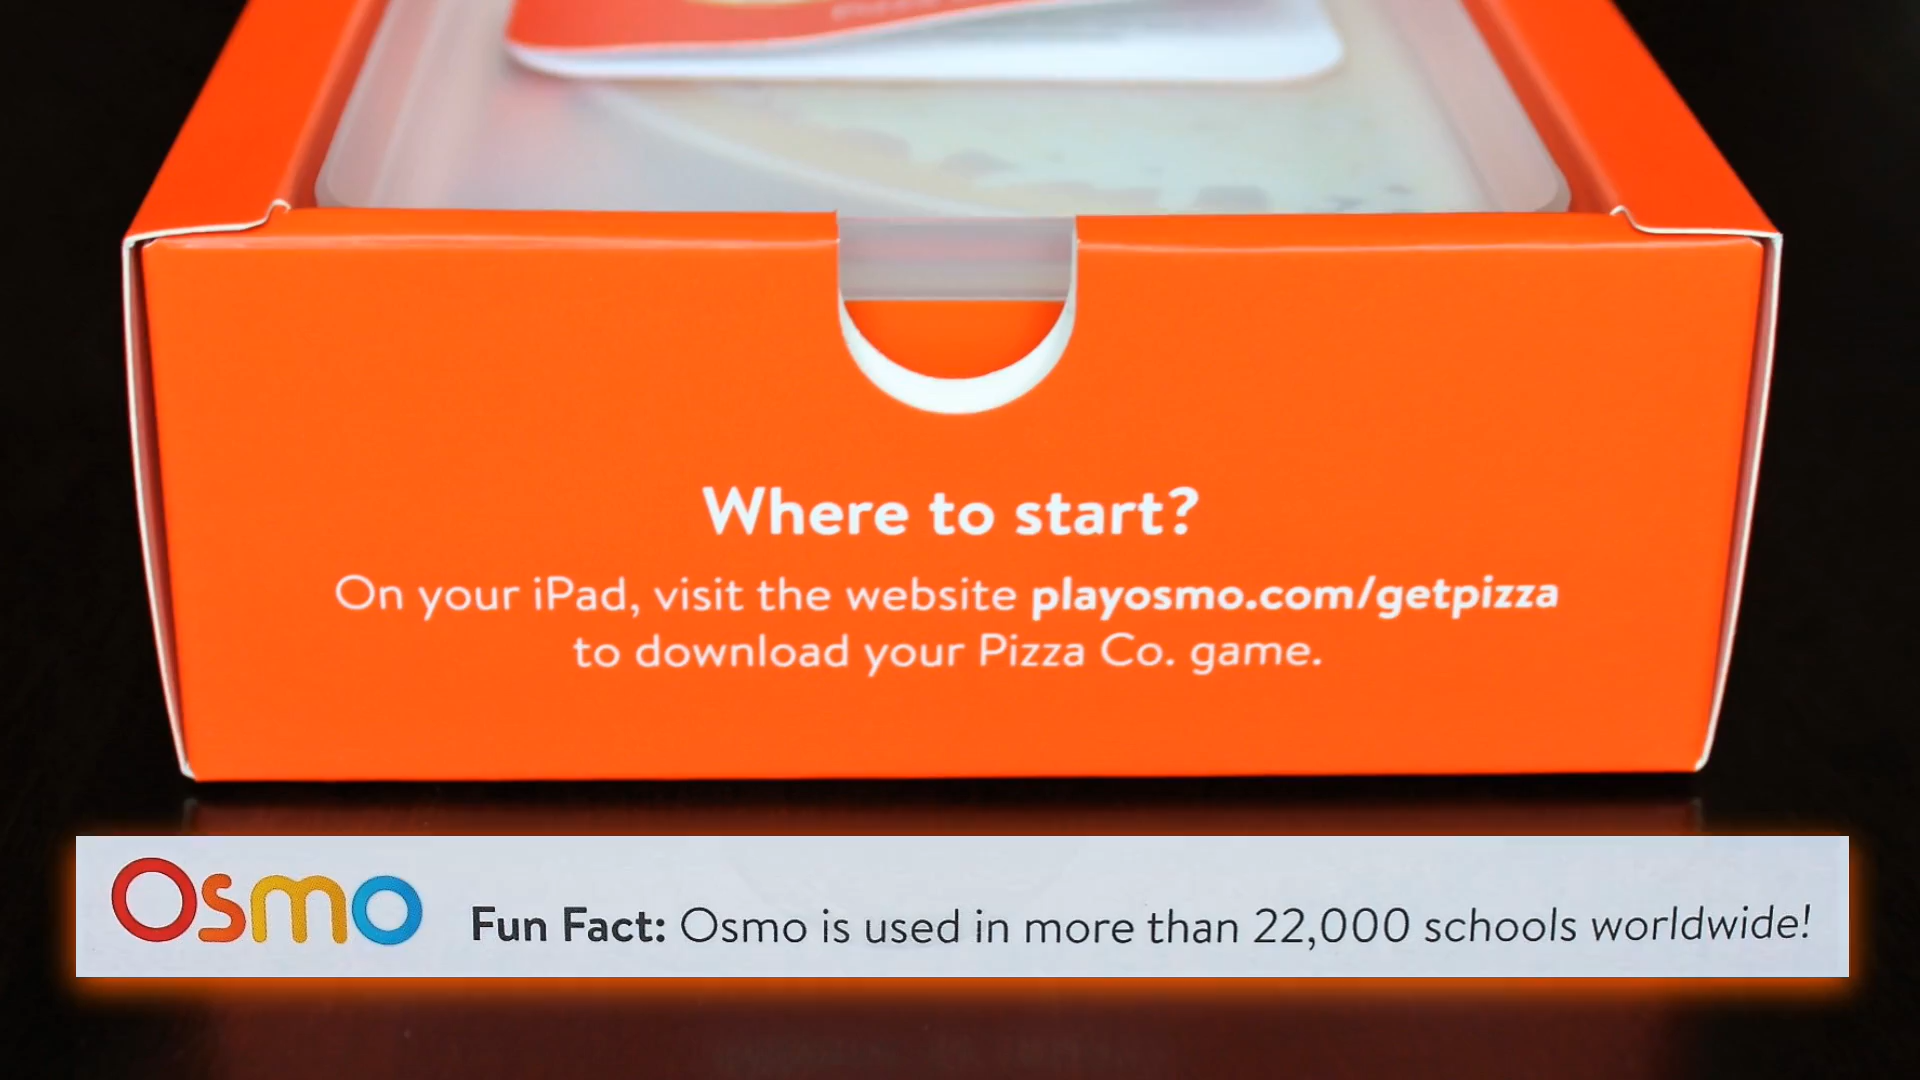 Where to start?
On your iPad, visit the website playosmo.com/getpizza
to download your Pizza Co. game.
Osmo Fun Fact: Osmo is used in more than 22,000 schools worldwide!